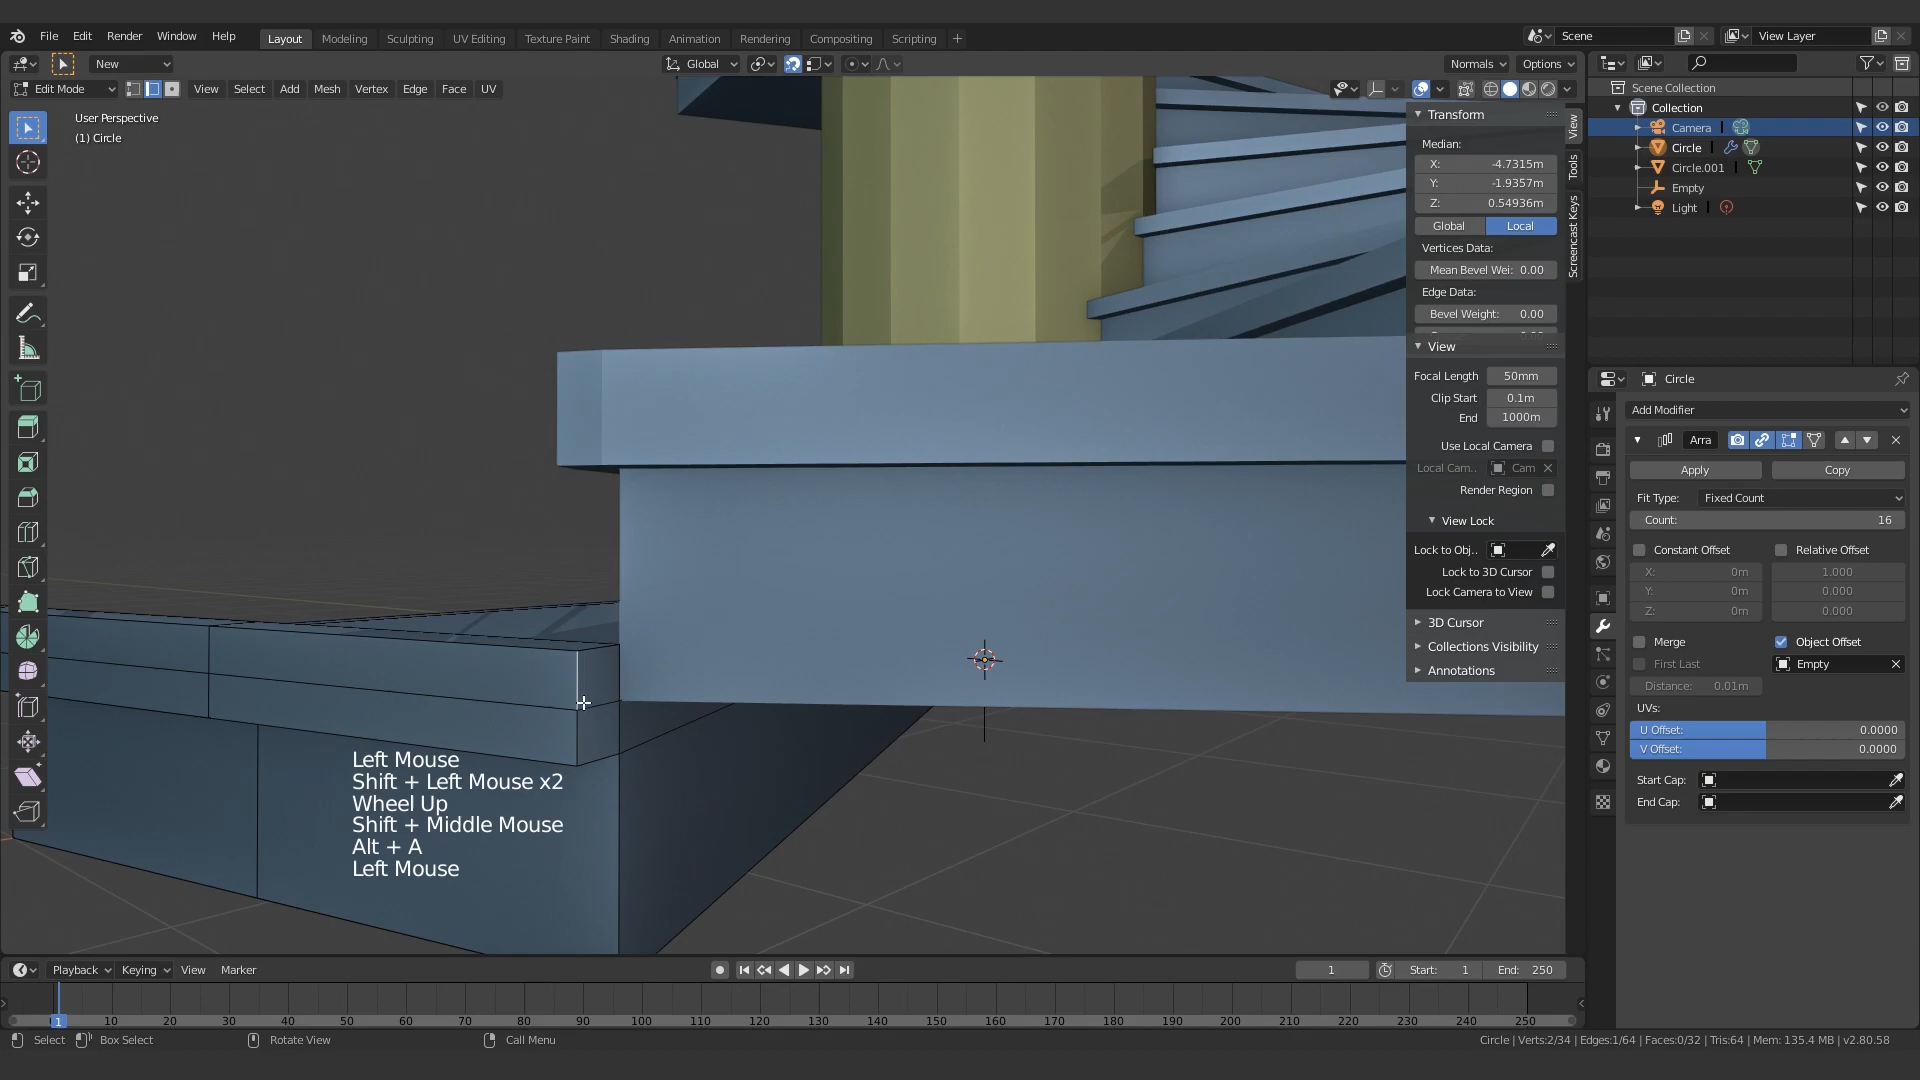 File Edit Render Window Help
Layout Modeling Sculpting UV Editing Texture Paint Shading Animation Rendering Compositing Scripting +
Scene
View Layer
New
Global
Normals Options
Edit Mode View Select Add Mesh Vertex Edge Face UV
User Perspective
(1) Circle
Transform
Median:
X: -4.7315m
Y: -1.9357m
Z: 0.54936m
Global Local
Vertices Data:
Mean Bevel Wei: 0.00
Edge Data:
Bevel Weight: 0.00
View
Focal Length 50mm
Clip Start 0.1m
End 1000m
Use Local Camera
Local Cam.. Cam
Render Region
View Lock
Lock to Obj..
Lock to 3D Cursor
Lock Camera to View
3D Cursor
Collections Visibility
Annotations
View
Tools
Screencast Keys
Left Mouse
Shift + Left Mouse x2
Wheel Up
Shift + Middle Mouse
Alt + A
Left Mouse
Scene Collection
Collection
Camera
Circle
Circle.001
Empty
Light
Circle
Add Modifier
Arra
Apply Copy
Fit Type: Fixed Count
Count: 16
Constant Offset Relative Offset
X: 0m 1.000
Y: 0m 0.000
Z: 0m 0.000
Merge Object Offset
First Last Empty
Distance: 0.01m
UVs:
U Offset: 0.0000
V Offset: 0.0000
Start Cap:
End Cap:
Playback Keying View Marker
1 Start: 1 End: 250
1 10 20 30 40 50 60 70 80 90 100 110 120 130 140 150 160 170 180 190 200 210 220 230 240 250
Select Box Select Rotate View Call Menu
Circle | Verts:2/34 | Edges:1/64 | Faces:0/32 | Tris:64 | Mem: 135.4 MB | v2.80.58